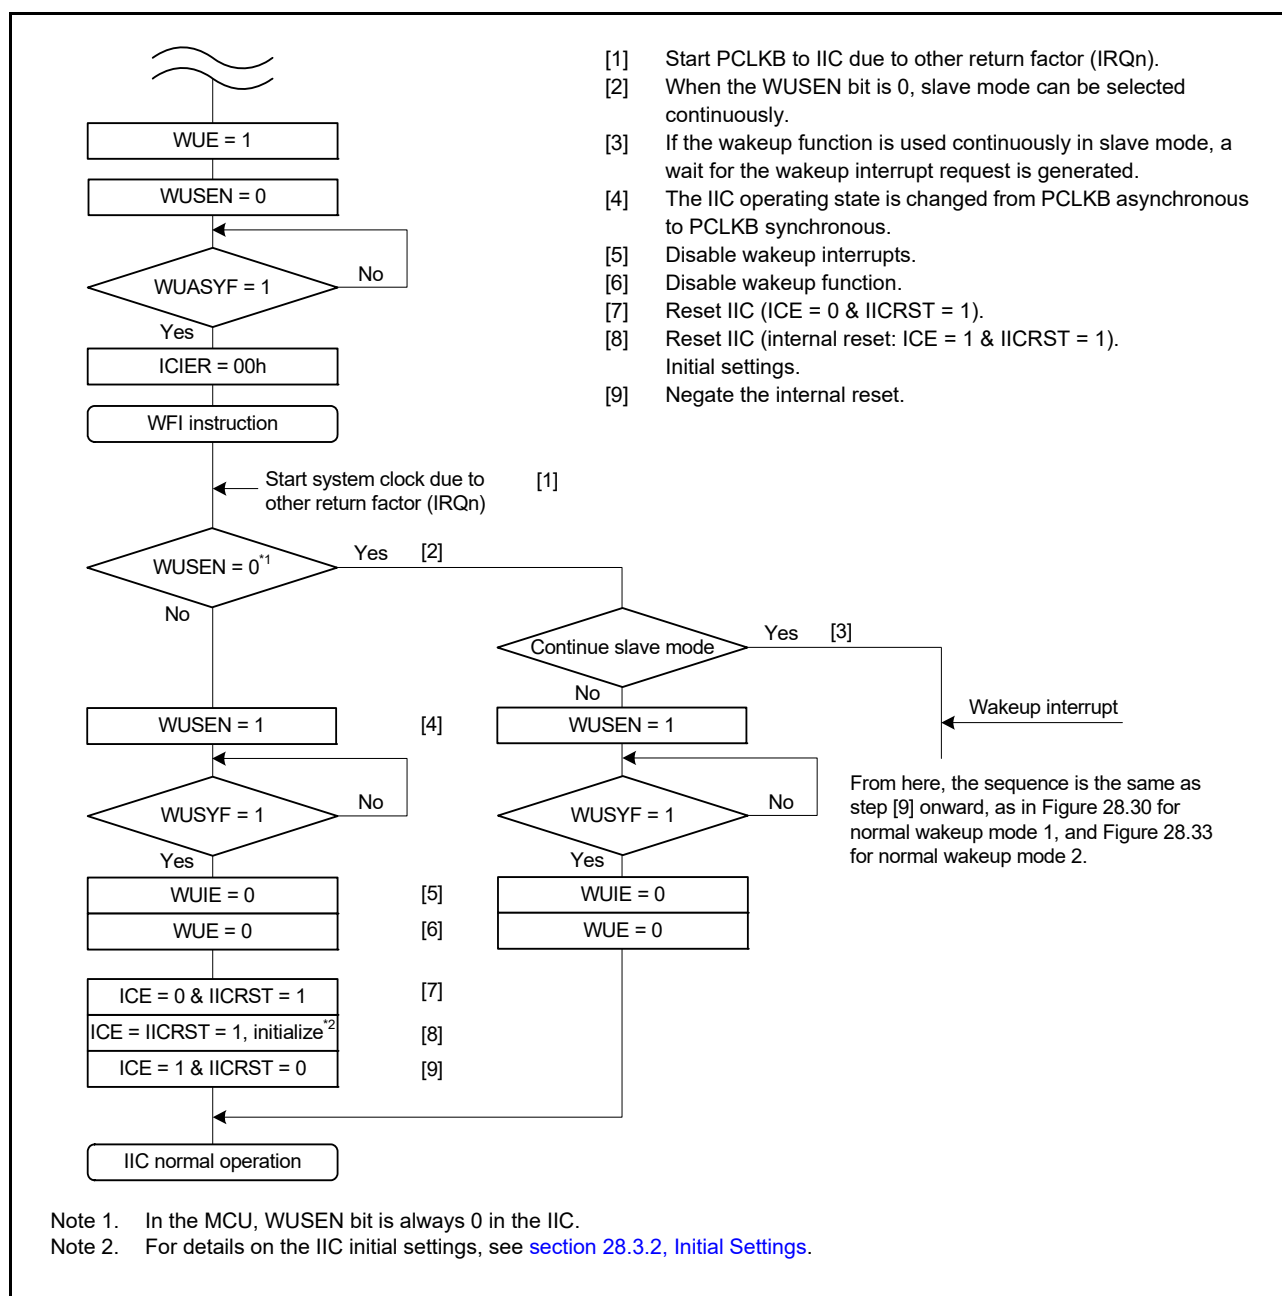 [1] Start PCLKB to IIC due to other return factor (IRQn).
[2] When the WUSEN bit is 0, slave mode can be selected
continuously.
[3] If the wakeup function is used continuously in slave mode, a
wait for the wakeup interrupt request is generated.
[4] The IIC operating state is changed from PCLKB asynchronous
to PCLKB synchronous.
[5] Disable wakeup interrupts.
[6] Disable wakeup function.
[7] Reset IIC (ICE = 0 & IICRST = 1).
[8] Reset IIC (internal reset: ICE = 1 & IICRST = 1).
Initial settings.
[9] Negate the internal reset.
WUE = 1
WUSEN = 0
WUASYF = 1
No
Yes
ICIER = 00h
WFI instruction
Start system clock due to [1]
other return factor (IRQn)
WUSEN = 0*1
Yes [2]
No
Continue slave mode
Yes [3]
No
Wakeup interrupt
WUSEN = 1 [4]
WUSEN = 1
From here, the sequence is the same as
step [9] onward, as in Figure 28.30 for
normal wakeup mode 1, and Figure 28.33
for normal wakeup mode 2.
WUSYF = 1
No
Yes
WUSYF = 1
No
Yes
WUIE = 0 [5]
WUIE = 0
WUE = 0 [6]
WUE = 0
ICE = 0 & IICRST = 1 [7]
ICE = IICRST = 1, initialize*2 [8]
ICE = 1 & IICRST = 0 [9]
IIC normal operation
Note 1. In the MCU, WUSEN bit is always 0 in the IIC.
Note 2. For details on the IIC initial settings, see section 28.3.2, Initial Settings.